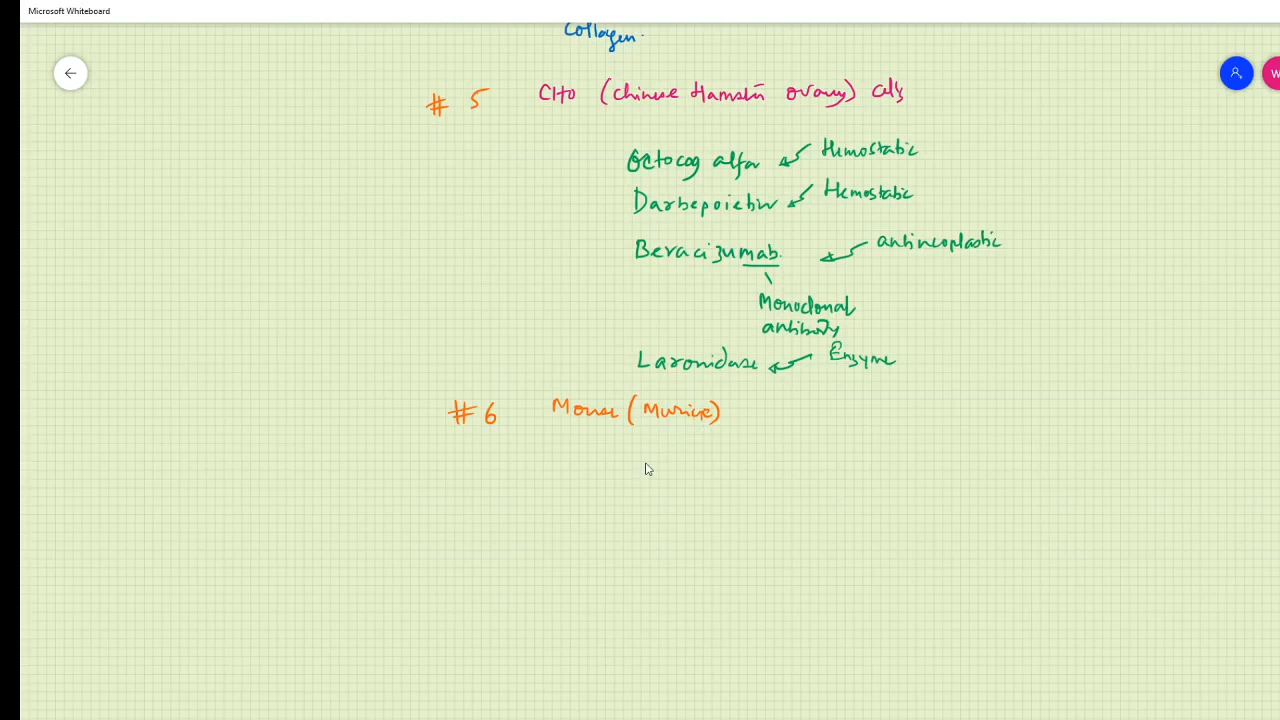 Microsoft Whiteboard
Collagen.
# 5 CHO (Chinese Hamster ovary) cells
Octocog alfa Hemostatic
Darbepoietin Hemostatic
Bevacizumab. antineoplastic
Monoclonal
antibody
Laronidase Enzyme
# 6 Mouse (Murine)
W